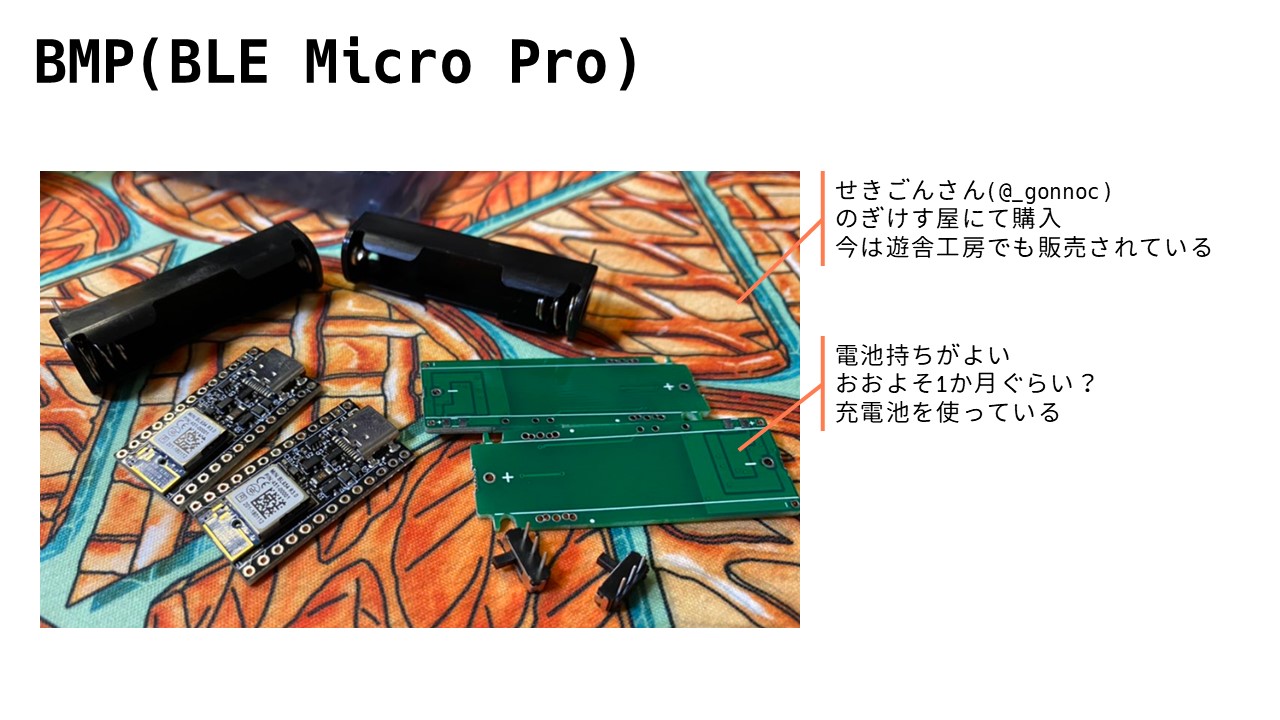 BMP(BLE Micro Pro)
せきごんさん(@_gonnoc)
のぎけす屋にて購入
今は遊舎工房でも販売されている
電池持ちがよい
おおよそ1か月ぐらい？
充電池を使っている
+
−
+
−